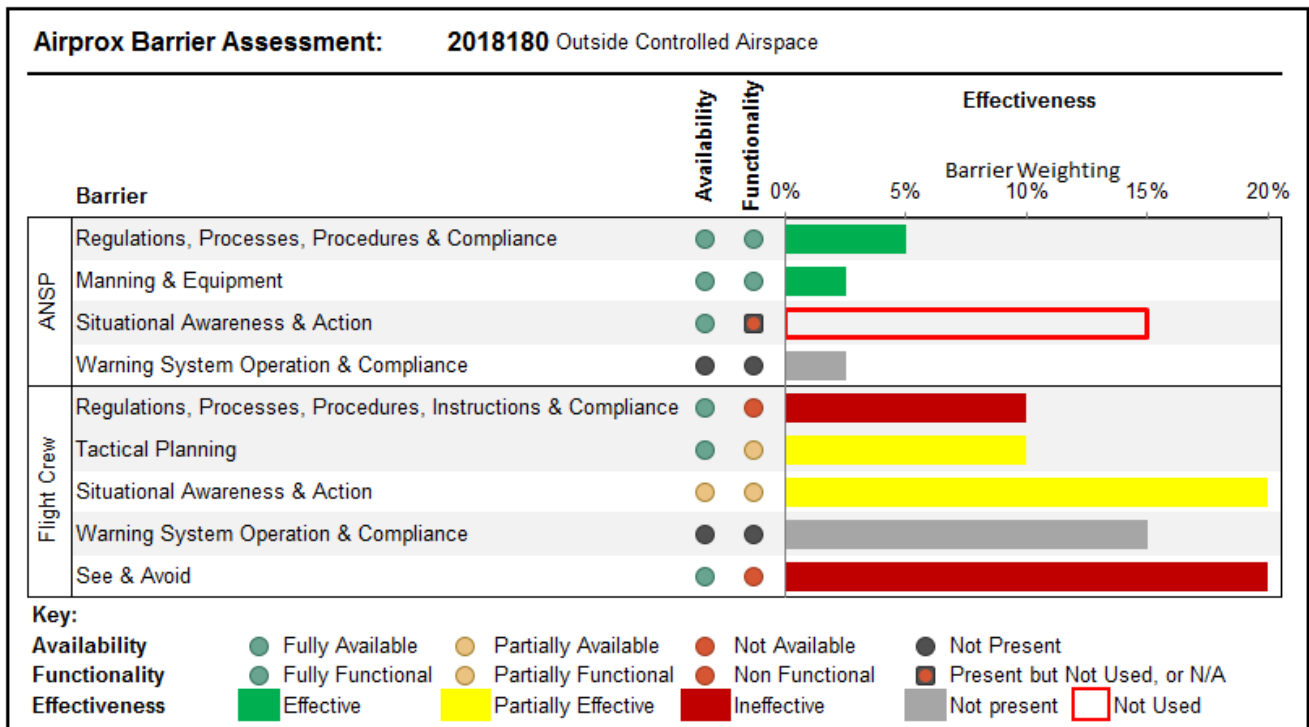 Airprox Barrier Assessment: 2018180 Outside Controlled Airspace
Availability
Functionality
Effectiveness
Barrier Weighting
Barrier
0% 5% 10% 15% 20%
ANSP
Regulations, Processes, Procedures & Compliance
Manning & Equipment
Situational Awareness & Action
Warning System Operation & Compliance
Flight Crew
Regulations, Processes, Procedures, Instructions & Compliance
Tactical Planning
Situational Awareness & Action
Warning System Operation & Compliance
See & Avoid
Key:
Availability Fully Available Partially Available Not Available Not Present
Functionality Fully Functional Partially Functional Non Functional Present but Not Used, or N/A
Effectiveness Effective Partially Effective Ineffective Not present Not Used